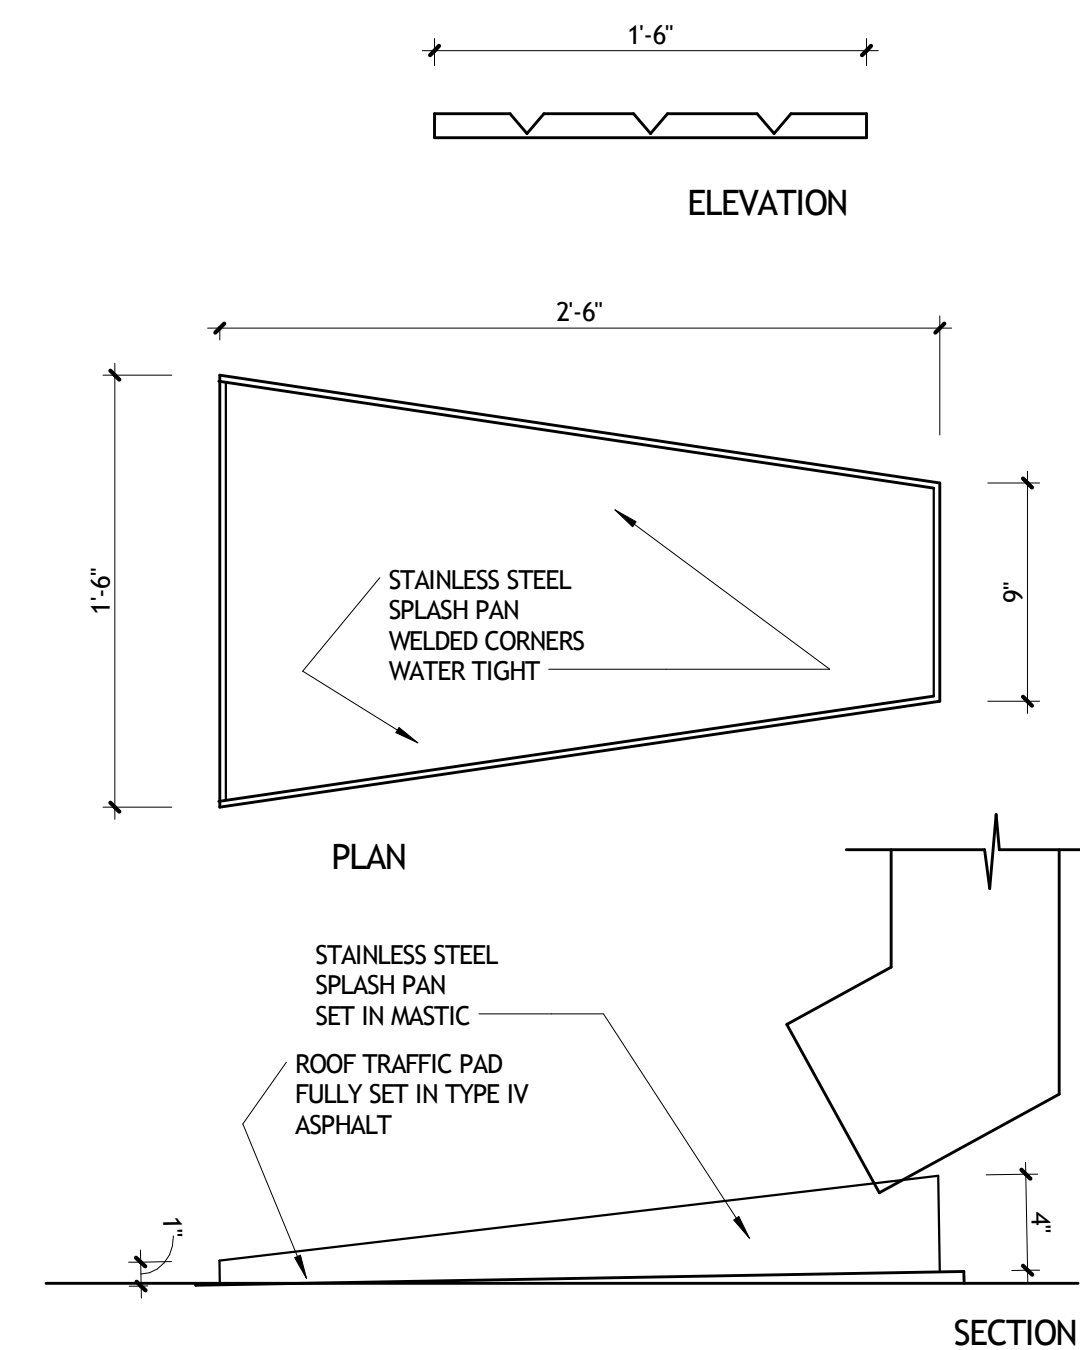 1'-6"
ELEVATION
2'-6"
1'-6"
9"
STAINLESS STEEL
SPLASH PAN
WELDED CORNERS
WATER TIGHT
PLAN
STAINLESS STEEL
SPLASH PAN
SET IN MASTIC
ROOF TRAFFIC PAD
FULLY SET IN TYPE IV
ASPHALT
1"
4"
SECTION